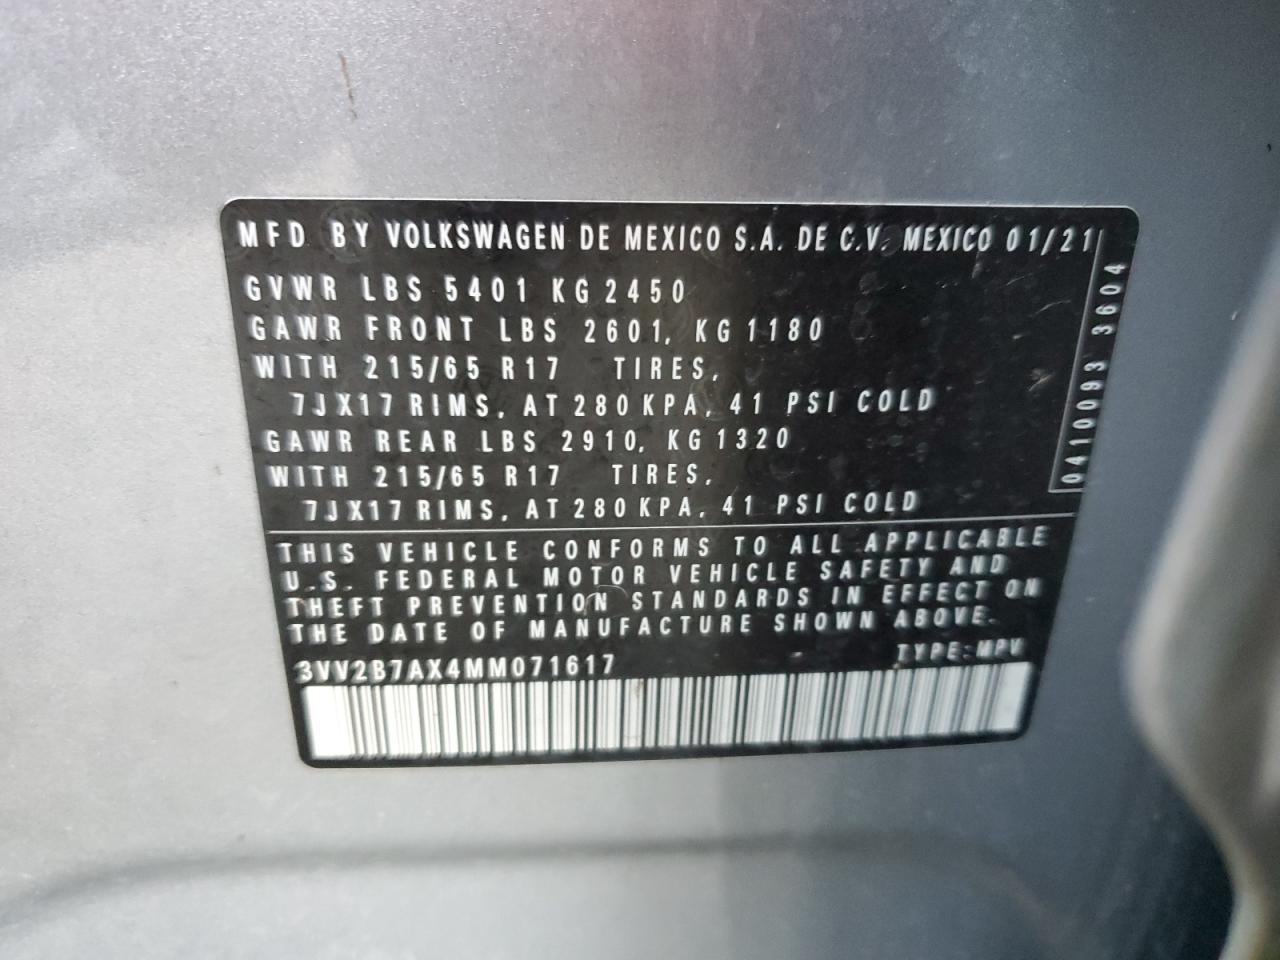 MFD BY VOLKSWAGEN DE MEXICO S.A. DE C.V. MEXICO 01/21
GVWR LBS 5401 KG 2450
GAWR FRONT LBS 2601, KG 1180
WITH 215/65 R17 TIRES,
7JX17 RIMS, AT 280 KPA, 41 PSI COLD
GAWR REAR LBS 2910, KG 1320
WITH 215/65 R17 TIRES,
7JX17 RIMS, AT 280 KPA, 41 PSI COLD
0410093 3604
THIS VEHICLE CONFORMS TO ALL APPLICABLE
U.S. FEDERAL MOTOR VEHICLE SAFETY AND
THEFT PREVENTION STANDARDS IN EFFECT ON
THE DATE OF MANUFACTURE SHOWN ABOVE.
3VV2B7AX4MM071617 TYPE:MPV